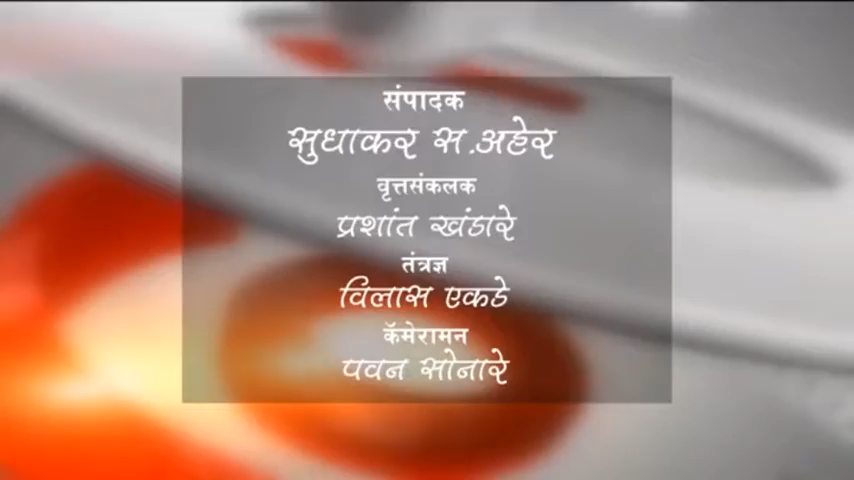 संपादक
सुधाकर स.अहेर
वृत्तसंकलक
प्रशांत खंडारे
तंत्रज्ञ
विलास एकडे
कॅमेरामन
पवन सोनारे